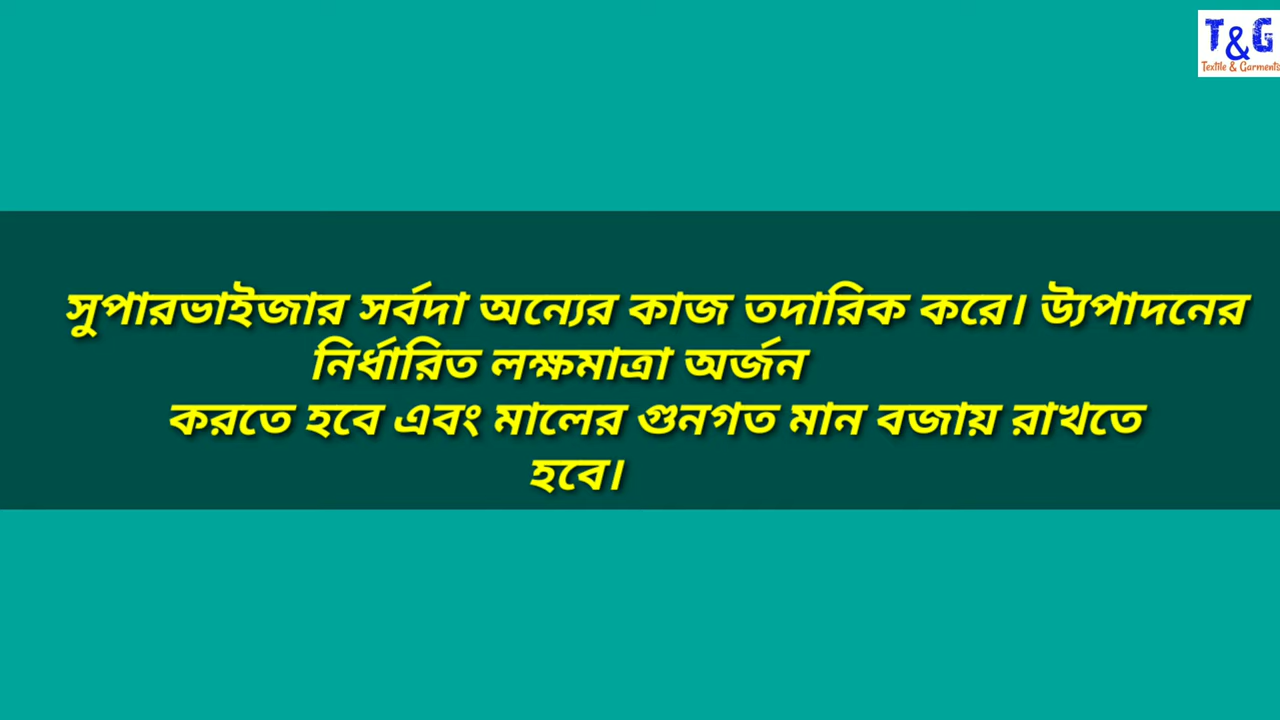 T&G
Textile & Garments
সুপারভাইজার সর্বদা অন্যের কাজ তদারিক করে। উ্যপাদনের
নির্ধারিত লক্ষমাত্রা অর্জন
করতে হবে এবং মালের গুনগত মান বজায় রাখতে
হবে।